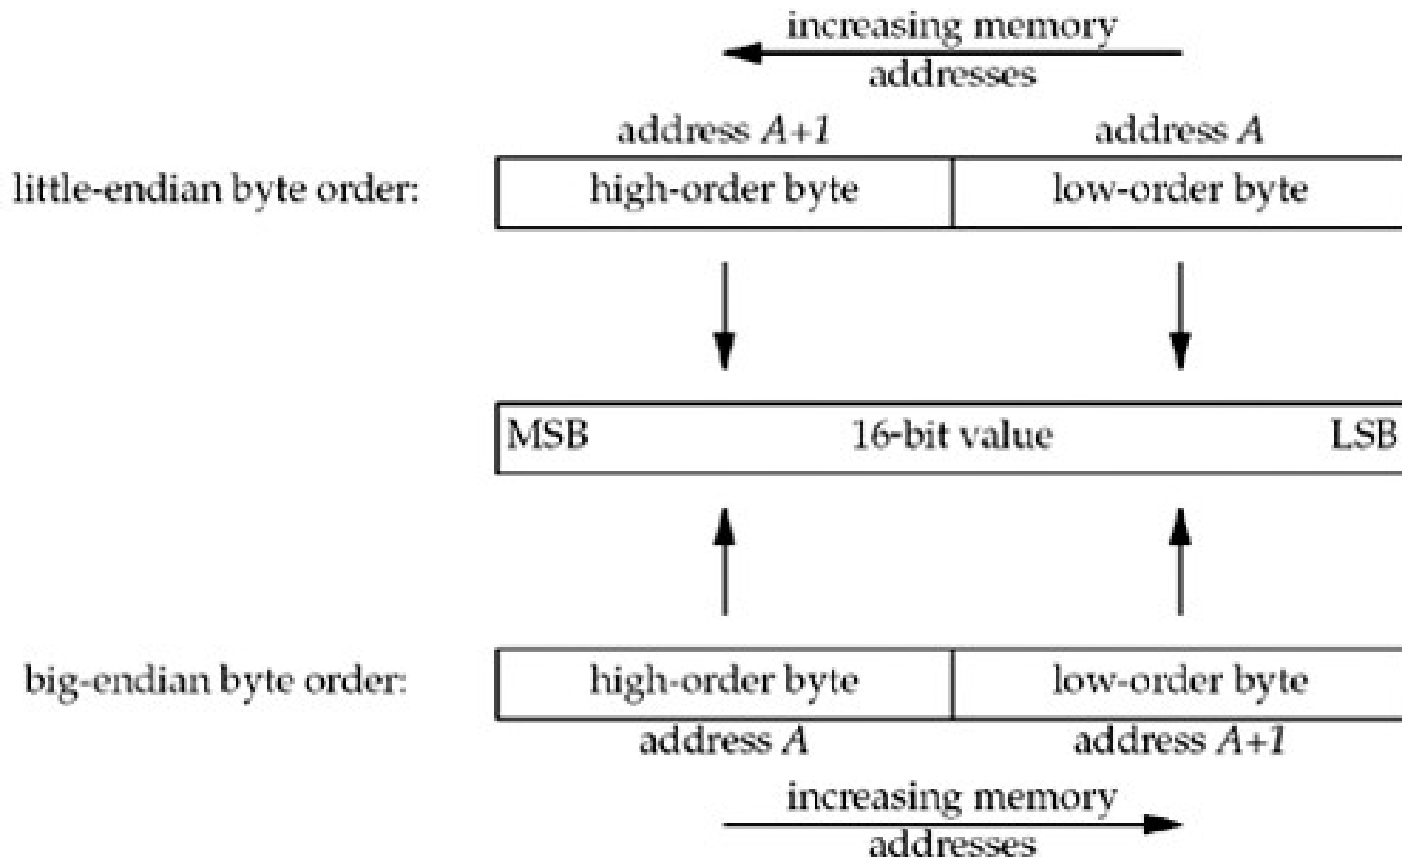 increasing memory
addresses
address A+1 address A
little-endian byte order: high-order byte low-order byte
MSB 16-bit value LSB
big-endian byte order: high-order byte low-order byte
address A address A+1
increasing memory
addresses